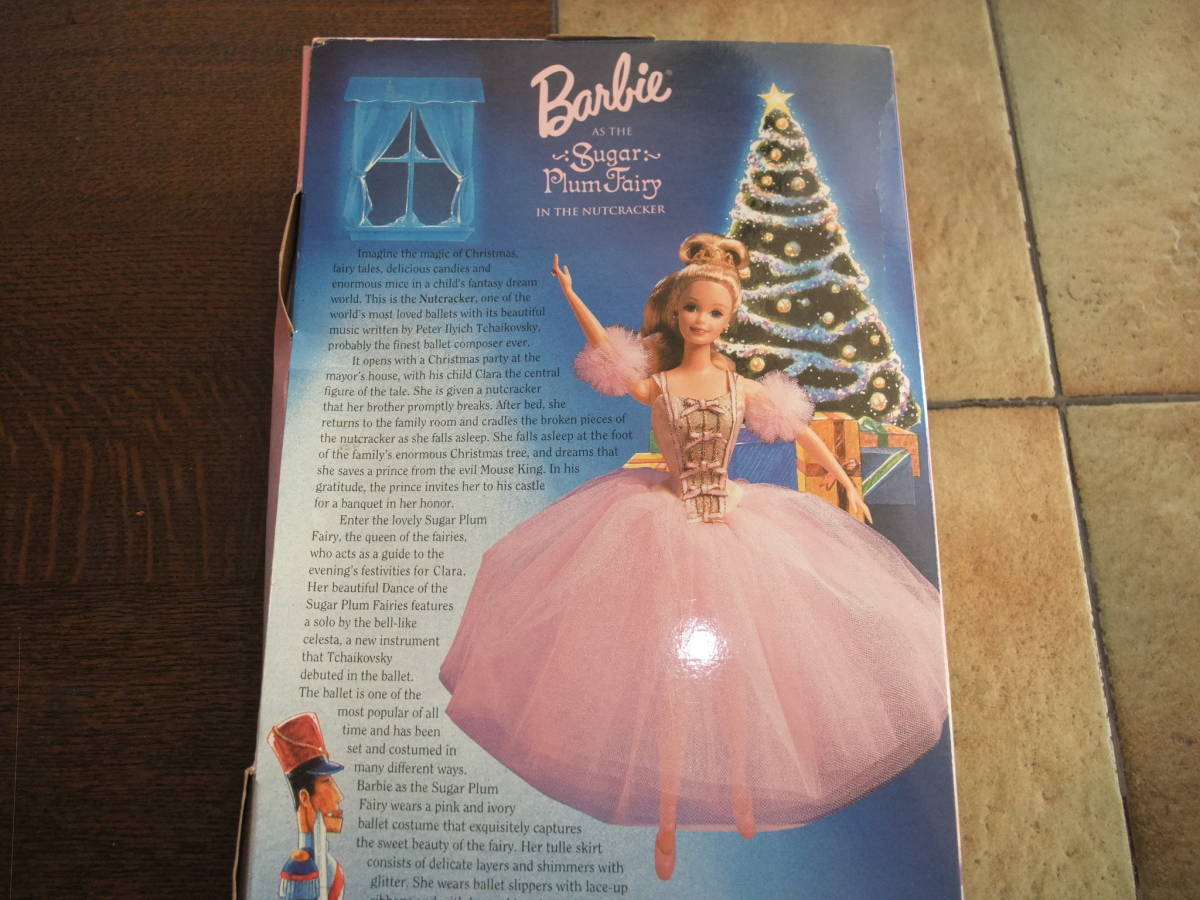 Barbie
AS THE
Sugar
Plum Fairy
IN THE NUTCRACKER
Imagine the magic of Christmas,
fairy tales, delicious candies and
enormous mice in a child's fantasy dream
world. This is the Nutcracker, one of the
world's most loved ballets with its beautiful
music written by Peter Ilyich Tchaikovsky,
probably the finest ballet composer ever.
It opens with a Christmas party at the
mayor's house, with his child Clara the central
figure of the tale. She is given a nutcracker
that her brother promptly breaks. After bed, she
returns to the family room and cradles the broken pieces of
the nutcracker as she falls asleep. She falls asleep at the foot
of the family's enormous Christmas tree, and dreams that
she saves a prince from the evil Mouse King. In his
gratitude, the prince invites her to his castle
for a banquet in her honor.
Enter the lovely Sugar Plum
Fairy, the queen of the fairies,
who acts as a guide to the
evening's festivities for Clara.
Her beautiful Dance of the
Sugar Plum Fairies features
a solo by the bell-like
celesta, a new instrument
that Tchaikovsky
debuted in the ballet.
The ballet is one of the
most popular of all
time and has been
set and costumed in
many different ways.
Barbie as the Sugar Plum
Fairy wears a pink and ivory
ballet costume that exquisitely captures
the sweet beauty of the fairy. Her tulle skirt
consists of delicate layers and shimmers with
glitter. She wears ballet slippers with lace-up